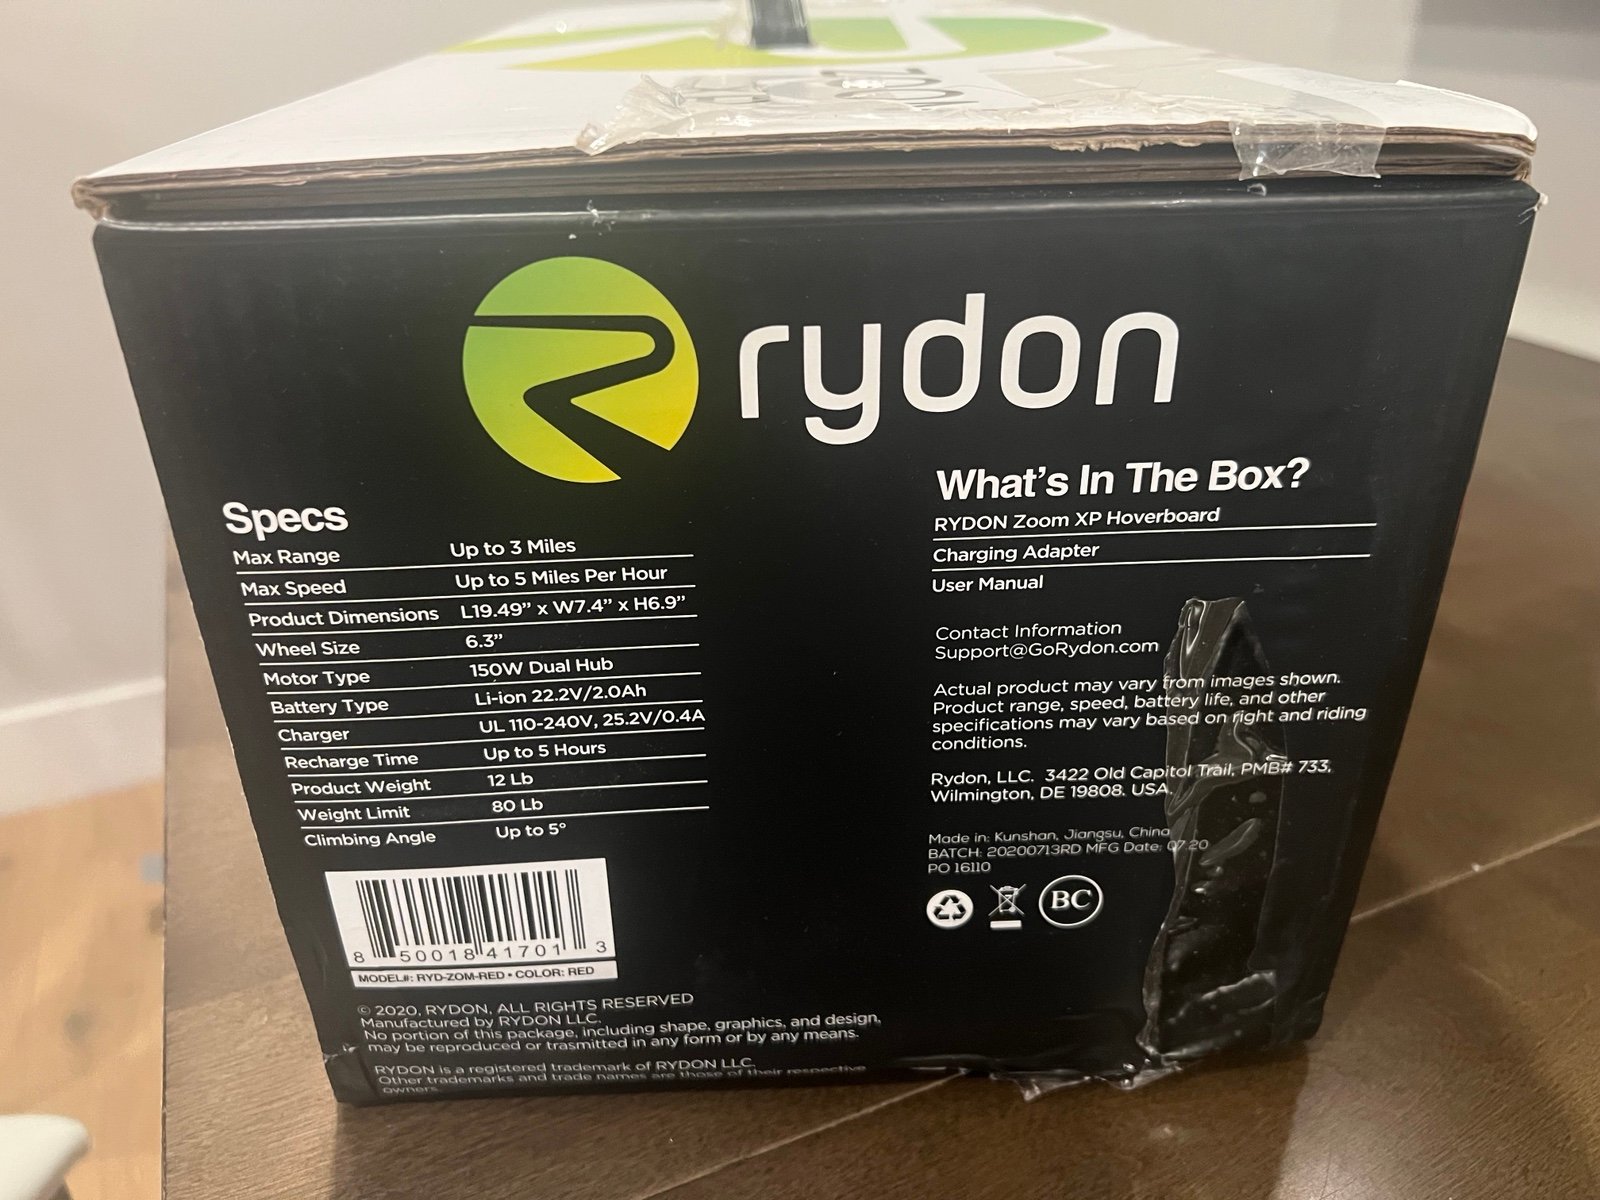 rydon
Specs
Max Range Up to 3 Miles
Max Speed Up to 5 Miles Per Hour
Product Dimensions L19.49” x W7.4” x H6.9”
Wheel Size 6.3”
Motor Type 150W Dual Hub
Battery Type Li-ion 22.2V/2.0Ah
Charger UL 110-240V, 25.2V/0.4A
Recharge Time Up to 5 Hours
Product Weight 12 Lb
Weight Limit 80 Lb
Climbing Angle Up to 5°
8 50018 41701 3
MODEL#: RYD-ZOM-RED • COLOR: RED
© 2020, RYDON, ALL RIGHTS RESERVED
Manufactured by RYDON LLC.
No portion of this package, including shape, graphics, and design,
may be reproduced or trasmitted in any form or by any means.
RYDON is a registered trademark of RYDON LLC.
Other trademarks and trade names are those of their respective
owners.
What’s In The Box?
RYDON Zoom XP Hoverboard
Charging Adapter
User Manual
Contact Information
Support@GoRydon.com
Actual product may vary from images shown.
Product range, speed, battery life, and other
specifications may vary based on right and riding
conditions.
Rydon, LLC. 3422 Old Capitol Trail, PMB# 733,
Wilmington, DE 19808. USA.
Made in: Kunshan, Jiangsu, China
BATCH: 20200713RD MFG Date: 07.20
PO 16110
BC